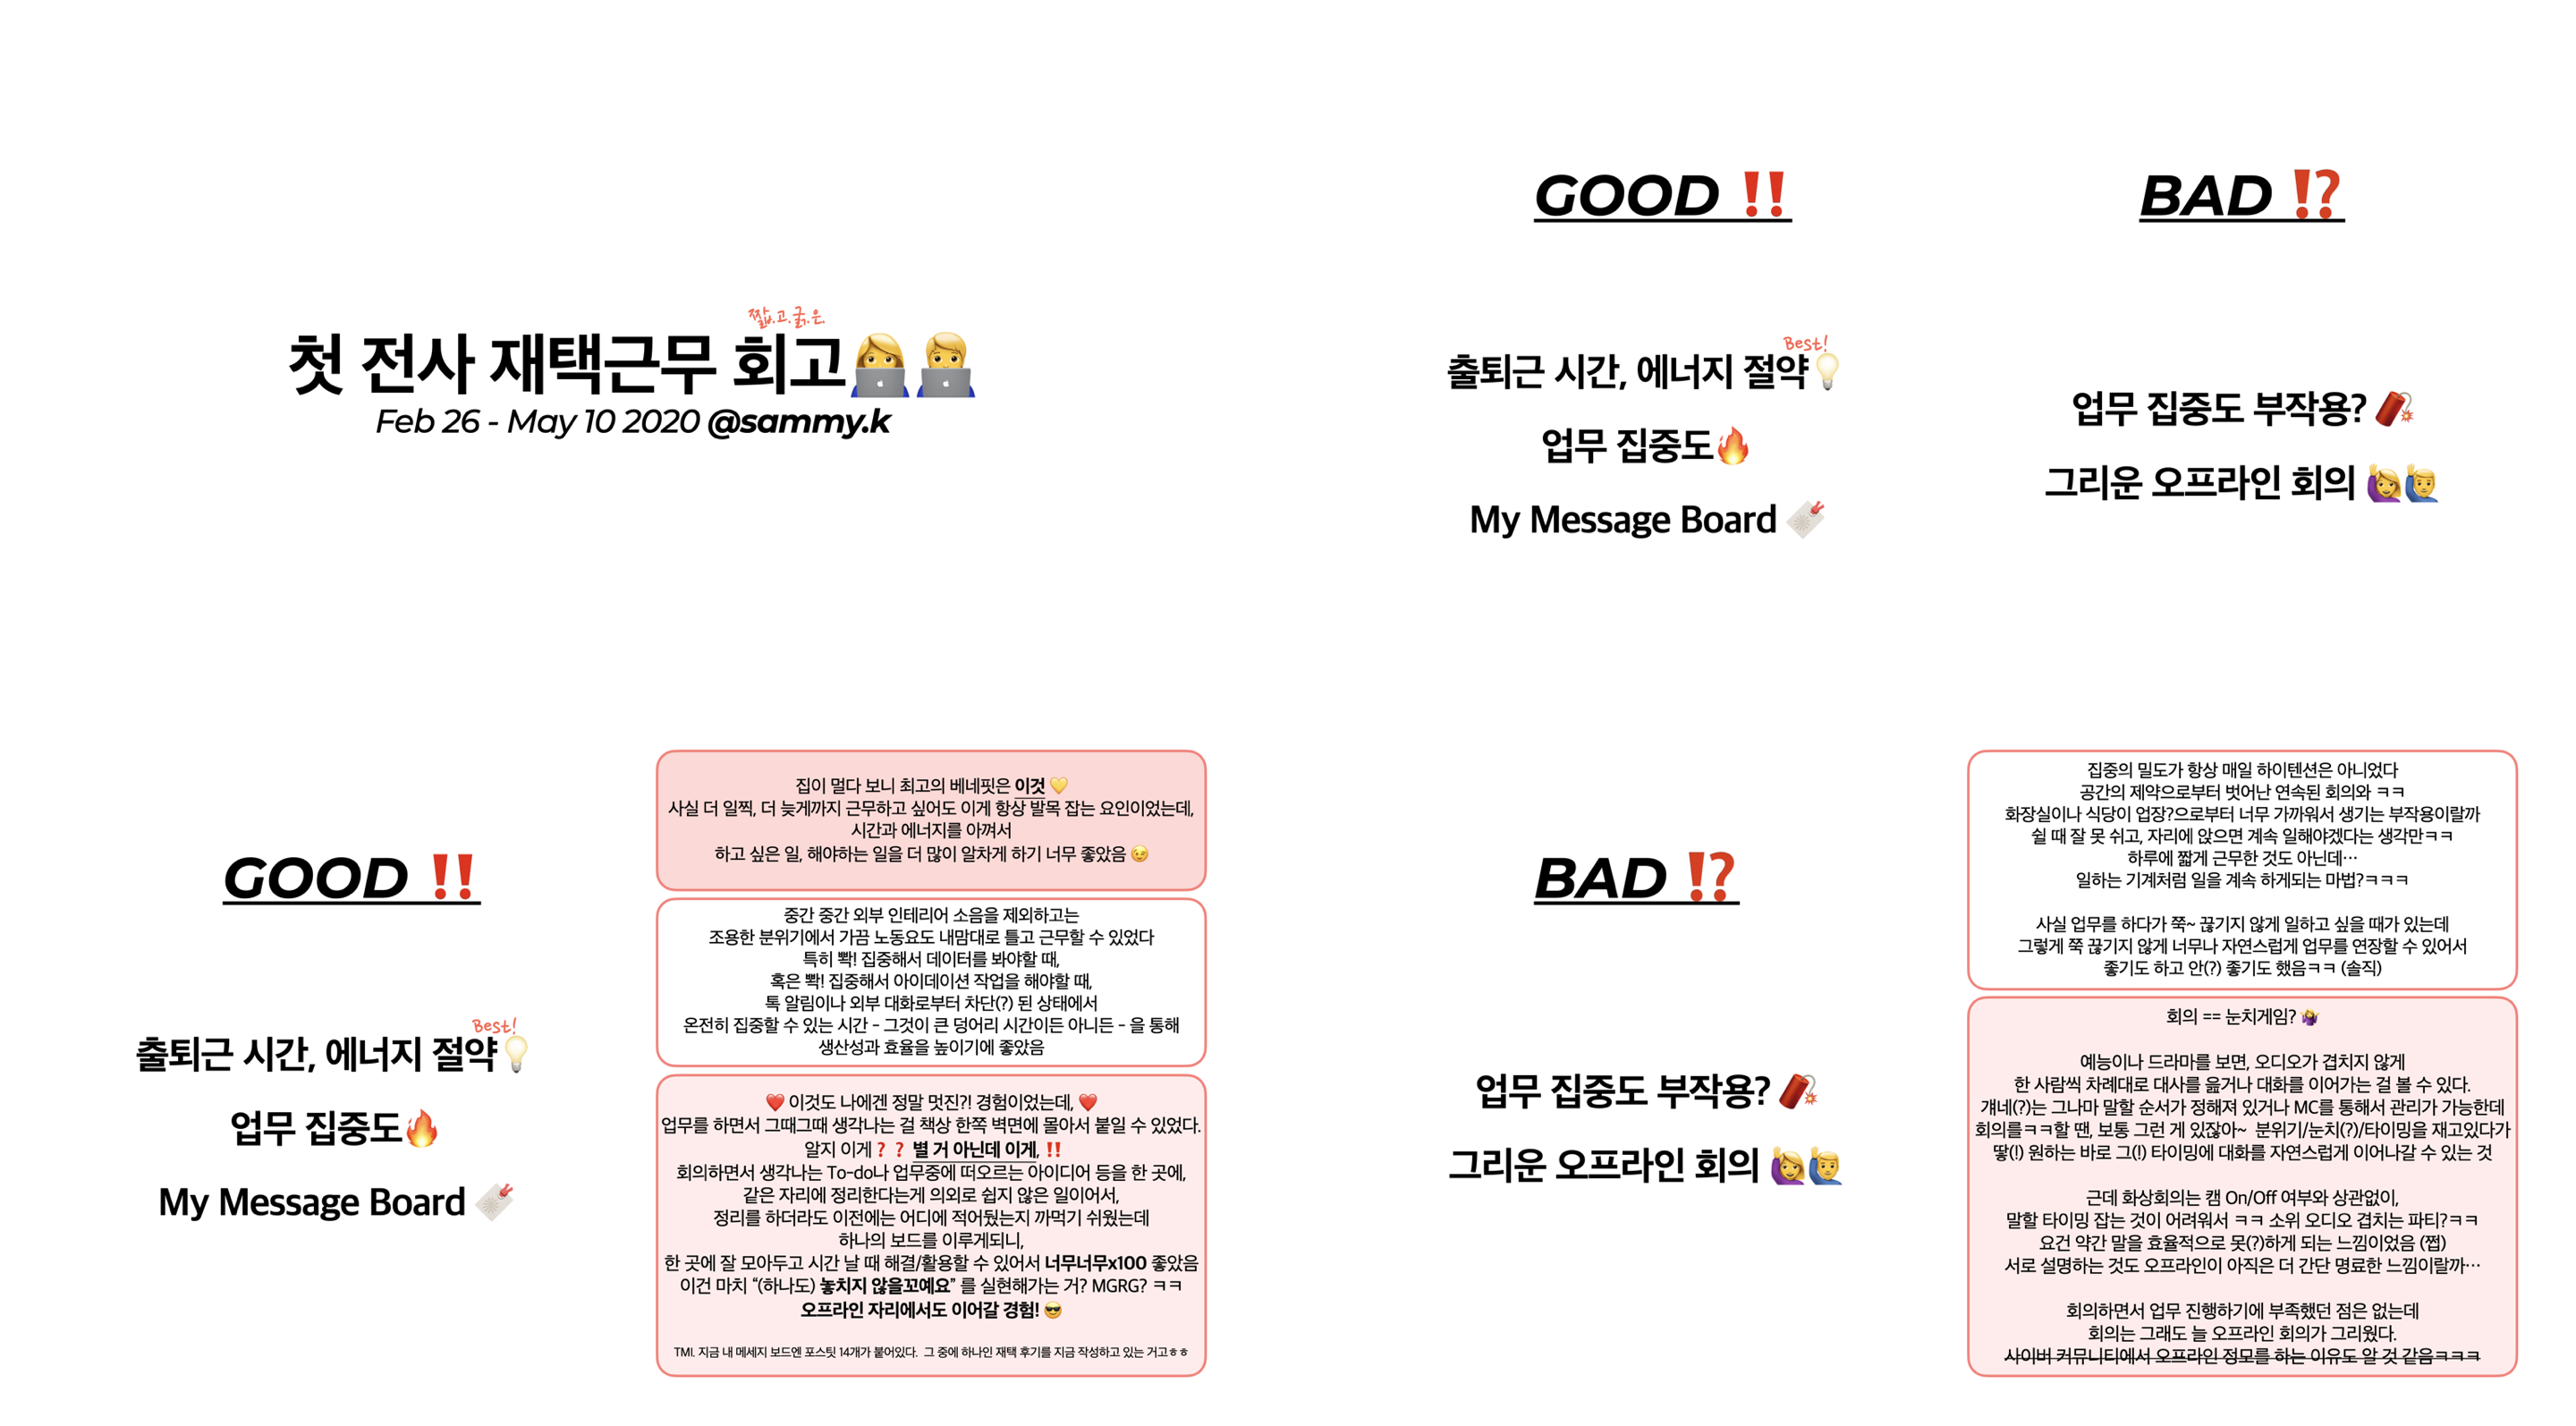 짧.고.굵.은.
첫 전사 재택근무 회고👩‍💻👨‍💻
Feb 26 - May 10 2020 @sammy.k
GOOD ‼️
Best!
출퇴근 시간, 에너지 절약💡
업무 집중도🔥
My Message Board
BAD ⁉️
업무 집중도 부작용? 🧨
그리운 오프라인 회의 🙋‍♀️🙋‍♂️
GOOD ‼️
Best!
출퇴근 시간, 에너지 절약💡
업무 집중도🔥
My Message Board
집이 멀다 보니 최고의 베네핏은 이것 💛
사실 더 일찍, 더 늦게까지 근무하고 싶어도 이게 항상 발목 잡는 요인이었는데,
시간과 에너지를 아껴서
하고 싶은 일, 해야하는 일을 더 많이 알차게 하기 너무 좋았음 😉
중간 중간 외부 인테리어 소음을 제외하고는
조용한 분위기에서 가끔 노동요도 내맘대로 틀고 근무할 수 있었다
특히 뽝! 집중해서 데이터를 봐야할 때,
혹은 뽝! 집중해서 아이데이션 작업을 해야할 때,
톡 알림이나 외부 대화로부터 차단(?) 된 상태에서
온전히 집중할 수 있는 시간 - 그것이 큰 덩어리 시간이든 아니든 - 을 통해
생산성과 효율을 높이기에 좋았음
❤️ 이것도 나에겐 정말 멋진?! 경험이었는데, ❤️
업무를 하면서 그때그때 생각나는 걸 책상 한쪽 벽면에 몰아서 붙일 수 있었다.
알지 이게❓❓ 별 거 아닌데 이게, ‼️
회의하면서 생각나는 To-do나 업무중에 떠오르는 아이디어 등을 한 곳에,
같은 자리에 정리한다는게 의외로 쉽지 않은 일이어서,
정리를 하더라도 이전에는 어디에 적어뒀는지 까먹기 쉬웠는데
하나의 보드를 이루게되니,
한 곳에 잘 모아두고 시간 날 때 해결/활용할 수 있어서 너무너무x100 좋았음
이건 마치 “(하나도) 놓치지 않을꼬예요” 를 실현해가는 거? MGRG? ㅋㅋ
오프라인 자리에서도 이어갈 경험! 😎
TMI. 지금 내 메세지 보드엔 포스팃 14개가 붙어있다. 그 중에 하나인 재택 후기를 지금 작성하고 있는 거고ㅎㅎ
BAD ⁉️
업무 집중도 부작용? 🧨
그리운 오프라인 회의 🙋‍♀️🙋‍♂️
집중의 밀도가 항상 매일 하이텐션은 아니었다
공간의 제약으로부터 벗어난 연속된 회의와 ㅋㅋ
화장실이나 식당이 업장?으로부터 너무 가까워서 생기는 부작용이랄까
쉴 때 잘 못 쉬고, 자리에 앉으면 계속 일해야겠다는 생각만ㅋㅋ
하루에 짧게 근무한 것도 아닌데…
일하는 기계처럼 일을 계속 하게되는 마법?ㅋㅋㅋ
사실 업무를 하다가 쭉~ 끊기지 않게 일하고 싶을 때가 있는데
그렇게 쭉 끊기지 않게 너무나 자연스럽게 업무를 연장할 수 있어서
좋기도 하고 안(?) 좋기도 했음ㅋㅋ (솔직)
회의 == 눈치게임? 🤷‍♀️
예능이나 드라마를 보면, 오디오가 겹치지 않게
한 사람씩 차례대로 대사를 읊거나 대화를 이어가는 걸 볼 수 있다.
걔네(?)는 그나마 말할 순서가 정해져 있거나 MC를 통해서 관리가 가능한데
회의를ㅋㅋ할 땐, 보통 그런 게 있잖아~ 분위기/눈치(?)/타이밍을 재고있다가
땋(!) 원하는 바로 그(!) 타이밍에 대화를 자연스럽게 이어나갈 수 있는 것
근데 화상회의는 캠 On/Off 여부와 상관없이,
말할 타이밍 잡는 것이 어려워서 ㅋㅋ 소위 오디오 겹치는 파티?ㅋㅋ
요건 약간 말을 효율적으로 못(?)하게 되는 느낌이었음 (쩝)
서로 설명하는 것도 오프라인이 아직은 더 간단 명료한 느낌이랄까…
회의하면서 업무 진행하기에 부족했던 점은 없는데
회의는 그래도 늘 오프라인 회의가 그리웠다.
사이버 커뮤니티에서 오프라인 정모를 하는 이유도 알 것 같음ㅋㅋㅋ